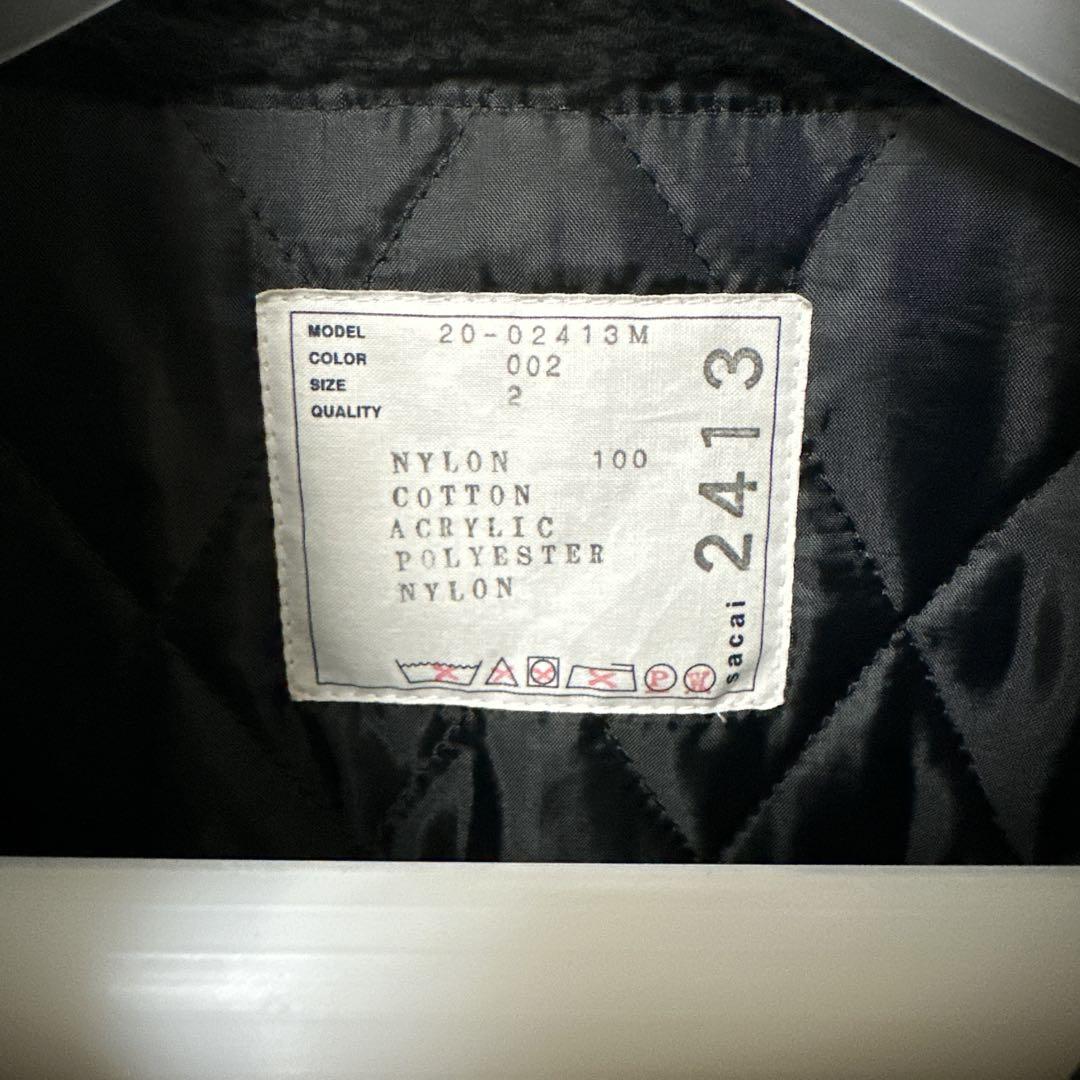 MODEL 20-02413M
COLOR 002
SIZE 2
QUALITY
NYLON 100
COTTON
ACRYLIC
POLYESTER
NYLON
P W
sacai 2413